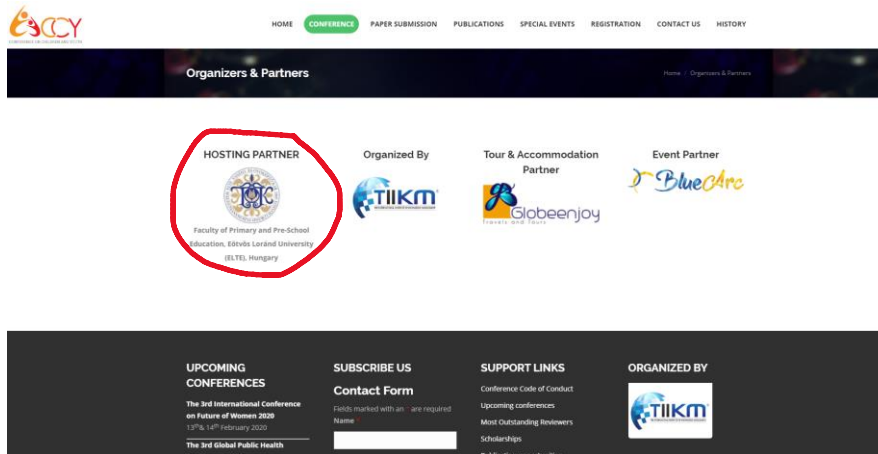 CCY
HOME CONFERENCE PAPER SUBMISSION PUBLICATIONS SPECIAL EVENTS REGISTRATION CONTACT US HISTORY
Organizers & Partners
Home / Organizers & Partners
HOSTING PARTNER
Faculty of Primary and Pre-School
Education, Eötvös Loránd University
(ELTE), Hungary
Organized By
TIIKM
Tour & Accommodation
Partner
Globeenjoy
Travels and Tours
Event Partner
BlueArc
UPCOMING
CONFERENCES
The 3rd International Conference
on Future of Women 2020
13th& 14th February 2020
The 3rd Global Public Health
SUBSCRIBE US
Contact Form
Fields marked with an * are required
Name *
SUPPORT LINKS
Conference Code of Conduct
Upcoming conferences
Most Outstanding Reviewers
Scholarships
ORGANIZED BY
TIIKM